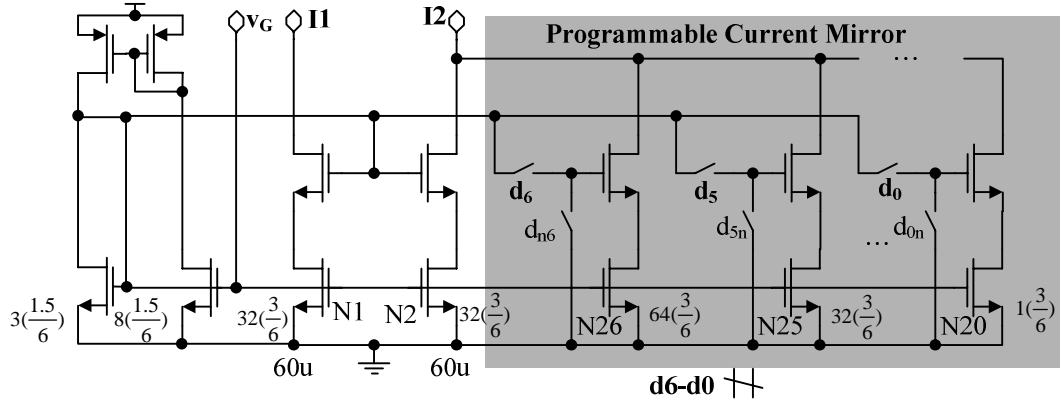 v_G I1 I2
Programmable Current Mirror
...
d_6 d_5 d_0
d_n6 d_5n ... d_0n
3(1.5/6) 8(1.5/6) 32(3/6) N1 N2 32(3/6) N26 64(3/6) N25 32(3/6) N20 1(3/6)
60u 60u
d6-d0